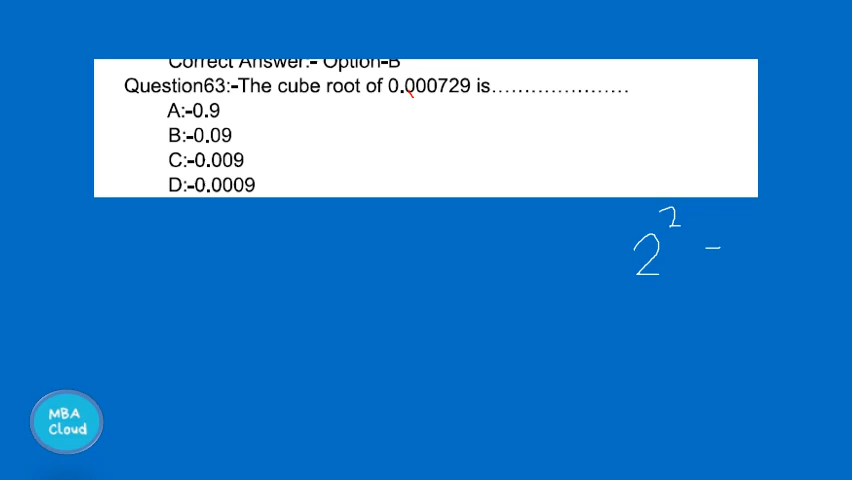 Correct Answer:- Option-B
Question63:-The cube root of 0.000729 is.....................
A:-0.9
B:-0.09
C:-0.009
D:-0.0009
2² -
MBA
Cloud